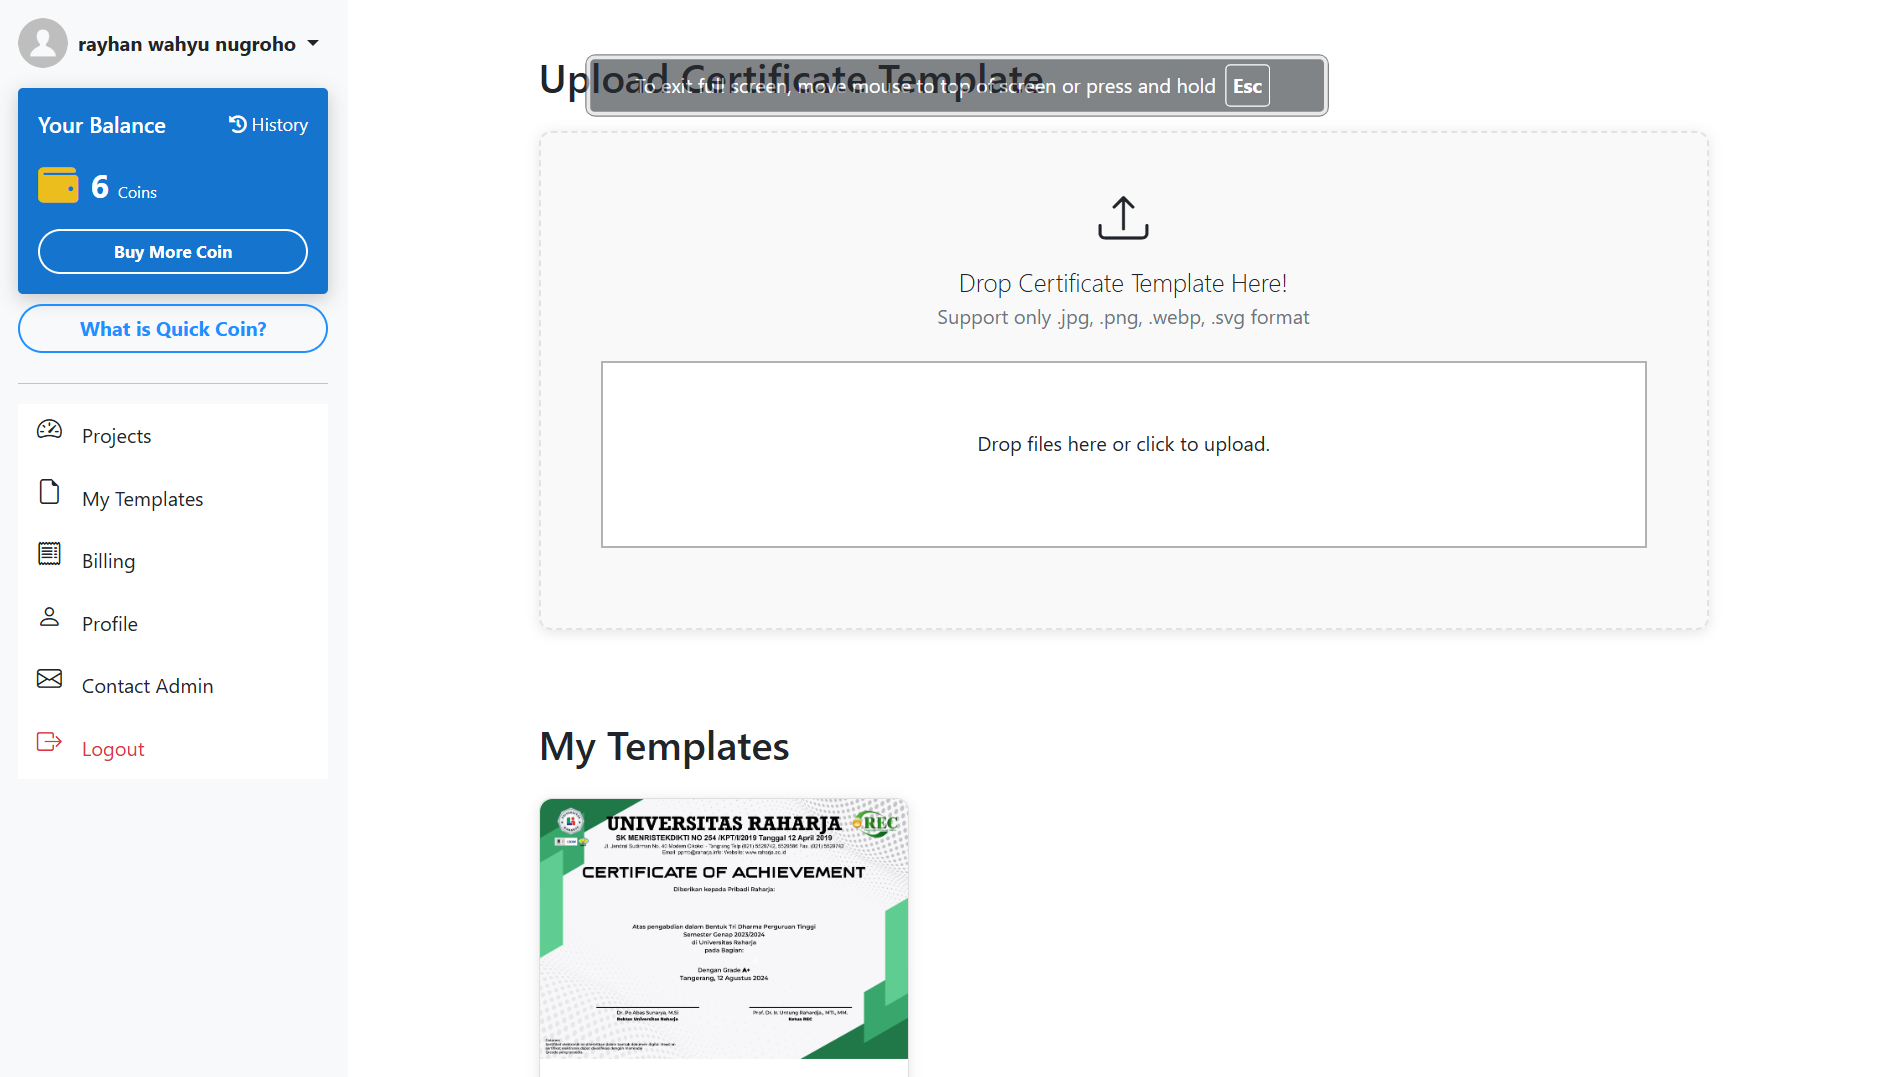 rayhan wahyu nugroho
Your Balance
History
6 Coins
Buy More Coin
What is Quick Coin?
Projects
My Templates
Billing
Profile
Contact Admin
Logout
Upload Certificate Template
To exit full screen, move mouse to top of screen or press and hold Esc
Drop Certificate Template Here!
Support only .jpg, .png, .webp, .svg format
Drop files here or click to upload.
My Templates
UNIVERSITAS RAHARJA
REC
SK MENRISTEKDIKTI NO 254 /KPT/I/2019 Tanggal 12 April 2019
CERTIFICATE OF ACHIEVEMENT
Diberikan kepada Pribadi Raharja:
Atas pengabdian dalam Bentuk Tri Dharma Perguruan Tinggi
Semester Genap 2023/2024
di Universitas Raharja
pada Bagian:
Dengan Grade A+
Tangerang, 12 Agustus 2024
Dr. Po Abas Sunarya, M.Si
Rektor Universitas Raharja
Prof. Dr. Ir. Untung Rahardja., MTI., MM.
Ketua REC